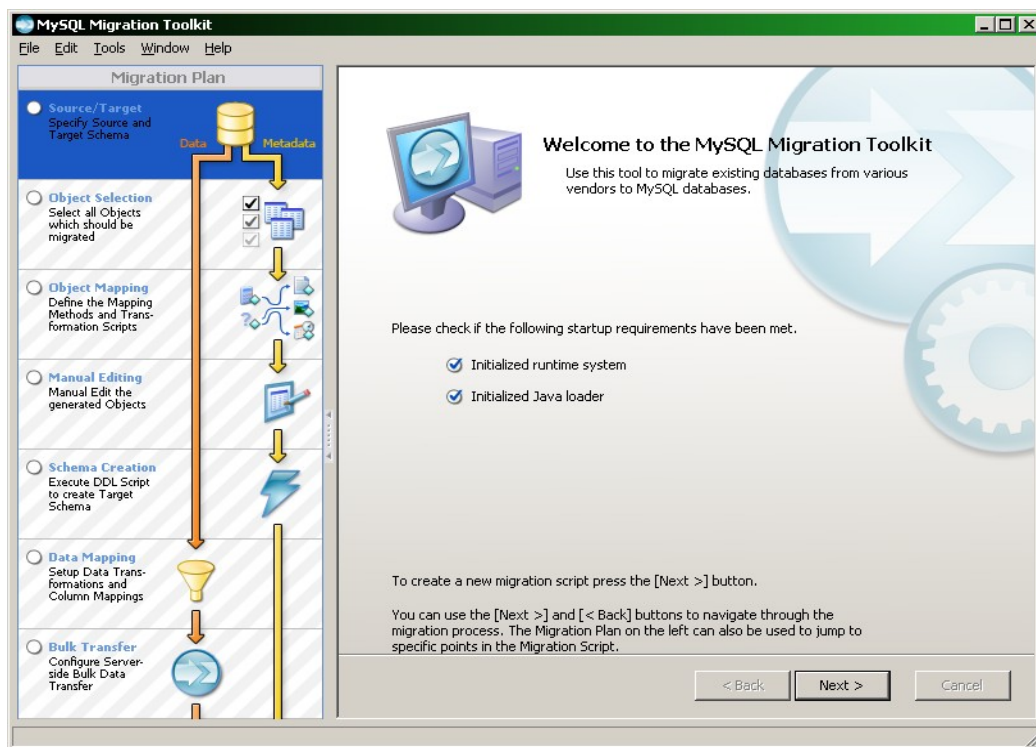 MySQL Migration Toolkit
File Edit Tools Window Help
Migration Plan
Source/Target
Specify Source and
Target Schema
Data
Metadata
Object Selection
Select all Objects
which should be
migrated
Object Mapping
Define the Mapping
Methods and Trans-
formation Scripts
Manual Editing
Manual Edit the
generated Objects
Schema Creation
Execute DDL Script
to create Target
Schema
Data Mapping
Setup Data Trans-
formations and
Column Mappings
Bulk Transfer
Configure Server-
side Bulk Data
Transfer
Welcome to the MySQL Migration Toolkit
Use this tool to migrate existing databases from various
vendors to MySQL databases.
Please check if the following startup requirements have been met.
Initialized runtime system
Initialized Java loader
To create a new migration script press the [Next >] button.
You can use the [Next >] and [< Back] buttons to navigate through the
migration process. The Migration Plan on the left can also be used to jump to
specific points in the Migration Script.
< Back Next > Cancel